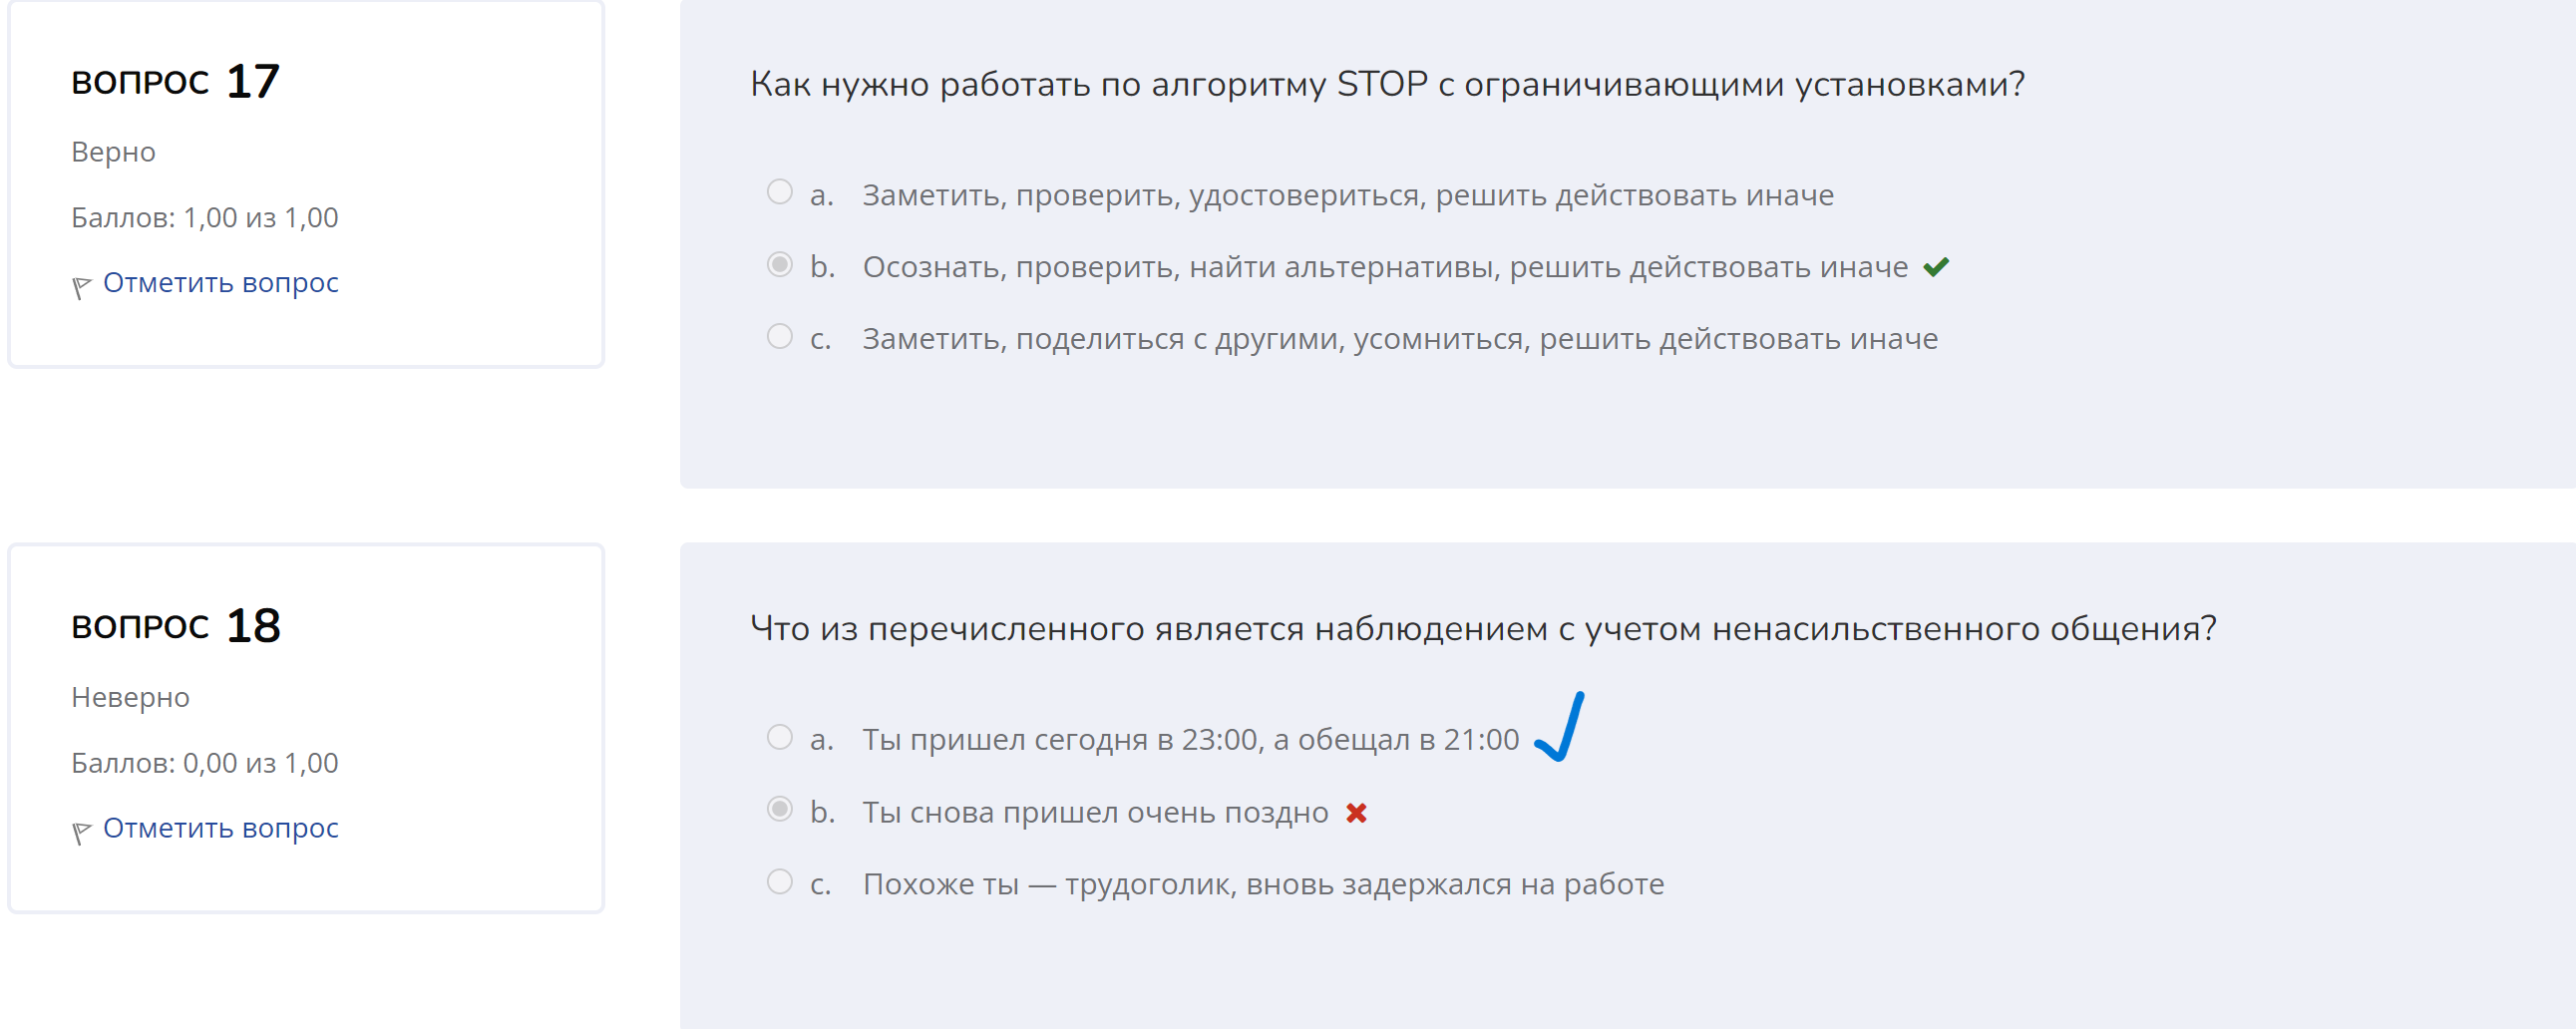 ВОПРОС 17
Верно
Баллов: 1,00 из 1,00
Отметить вопрос
Как нужно работать по алгоритму STOP с ограничивающими установками?
a. Заметить, проверить, удостовериться, решить действовать иначе
b. Осознать, проверить, найти альтернативы, решить действовать иначе
c. Заметить, поделиться с другими, усомниться, решить действовать иначе
ВОПРОС 18
Неверно
Баллов: 0,00 из 1,00
Отметить вопрос
Что из перечисленного является наблюдением с учетом ненасильственного общения?
a. Ты пришел сегодня в 23:00, а обещал в 21:00
b. Ты снова пришел очень поздно
c. Похоже ты — трудоголик, вновь задержался на работе